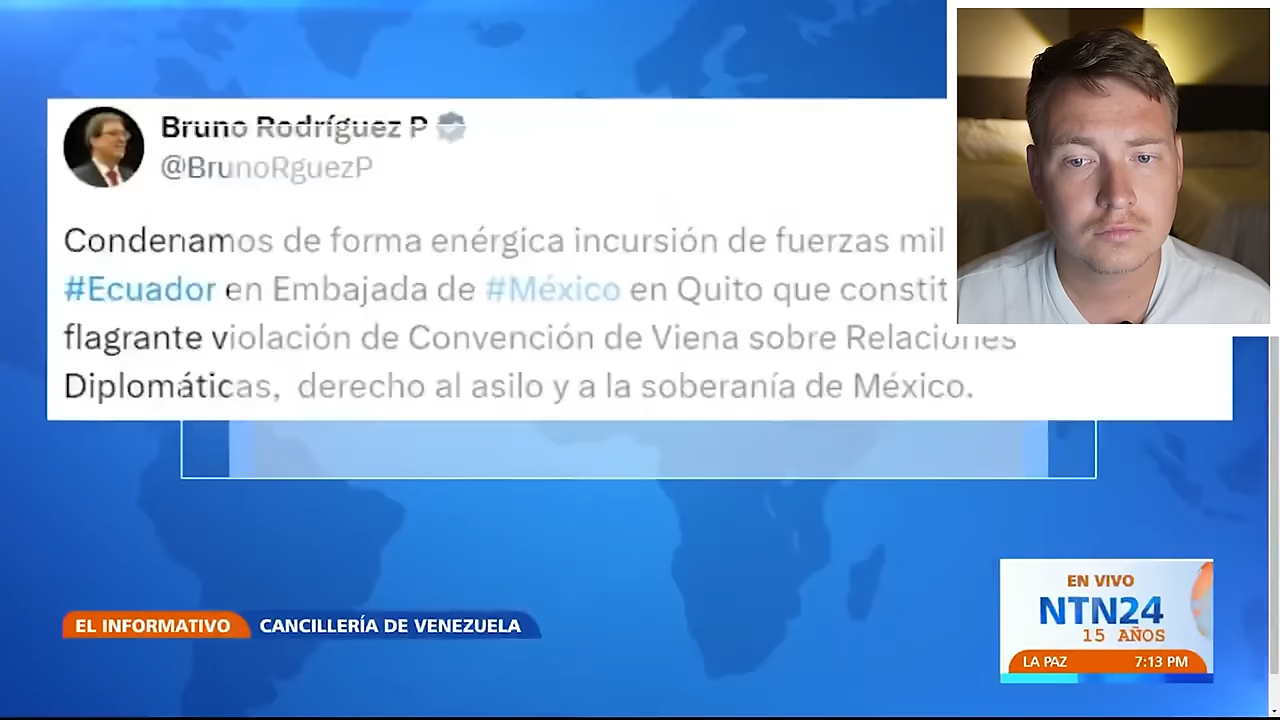 Bruno Rodríguez P
@BrunoRguezP
Condenamos de forma enérgica incursión de fuerzas mil
#Ecuador en Embajada de #México en Quito que constit
flagrante violación de Convención de Viena sobre Relaciones
Diplomáticas, derecho al asilo y a la soberanía de México.
EN VIVO
NTN24
15 AÑOS
EL INFORMATIVO CANCILLERÍA DE VENEZUELA
LA PAZ 7:13 PM